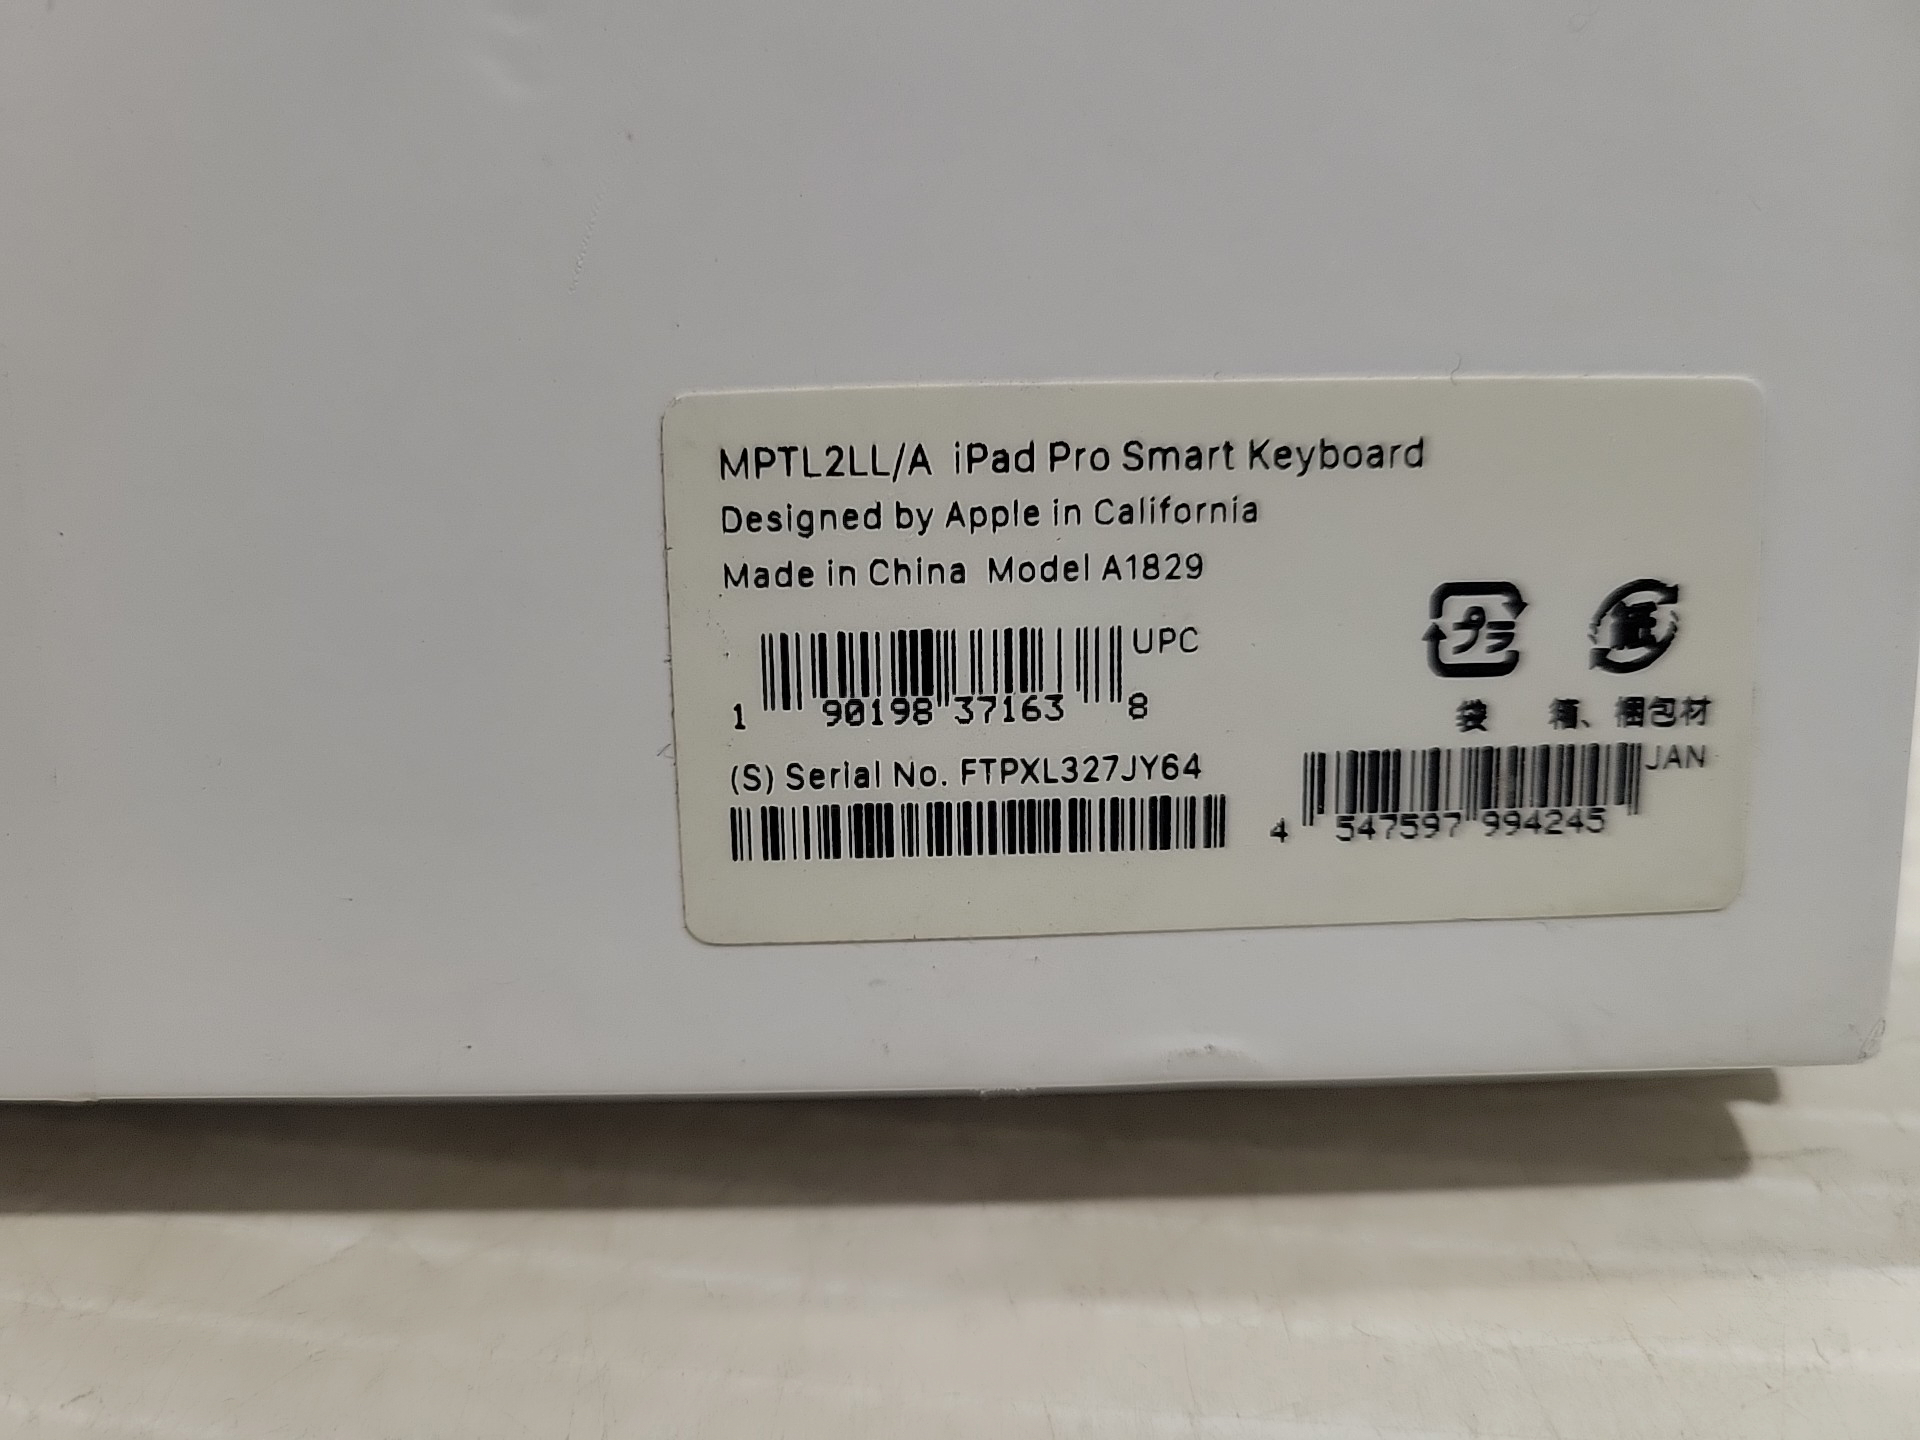 MPTL2LL/A iPad Pro Smart Keyboard
Designed by Apple in California
Made in China Model A1829
UPC
1 90198 37163 8
プラ 紙
袋 箱、梱包材
(S) Serial No. FTPXL327JY64
JAN
4 547597 994245